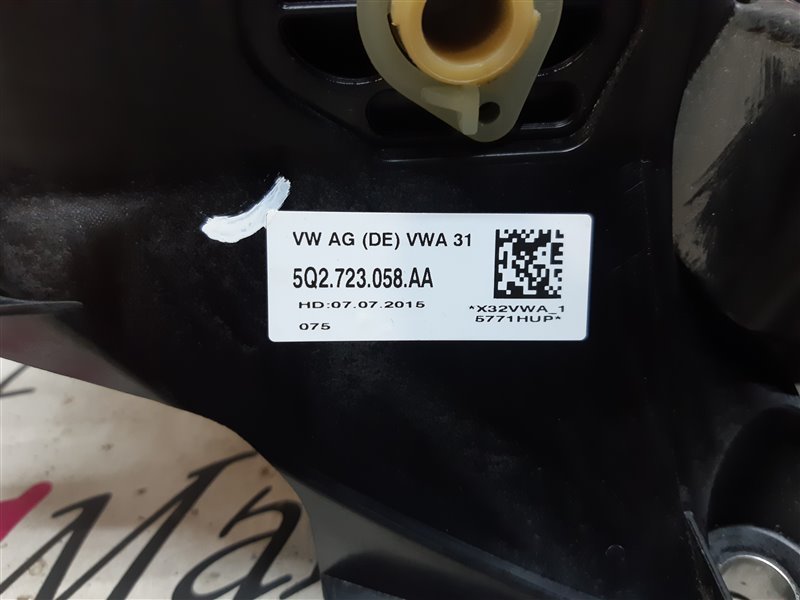 VW AG (DE) VWA 31
5Q2.723.058.AA
HD:07.07.2015
075
*X32VWA_1
5771HUP*